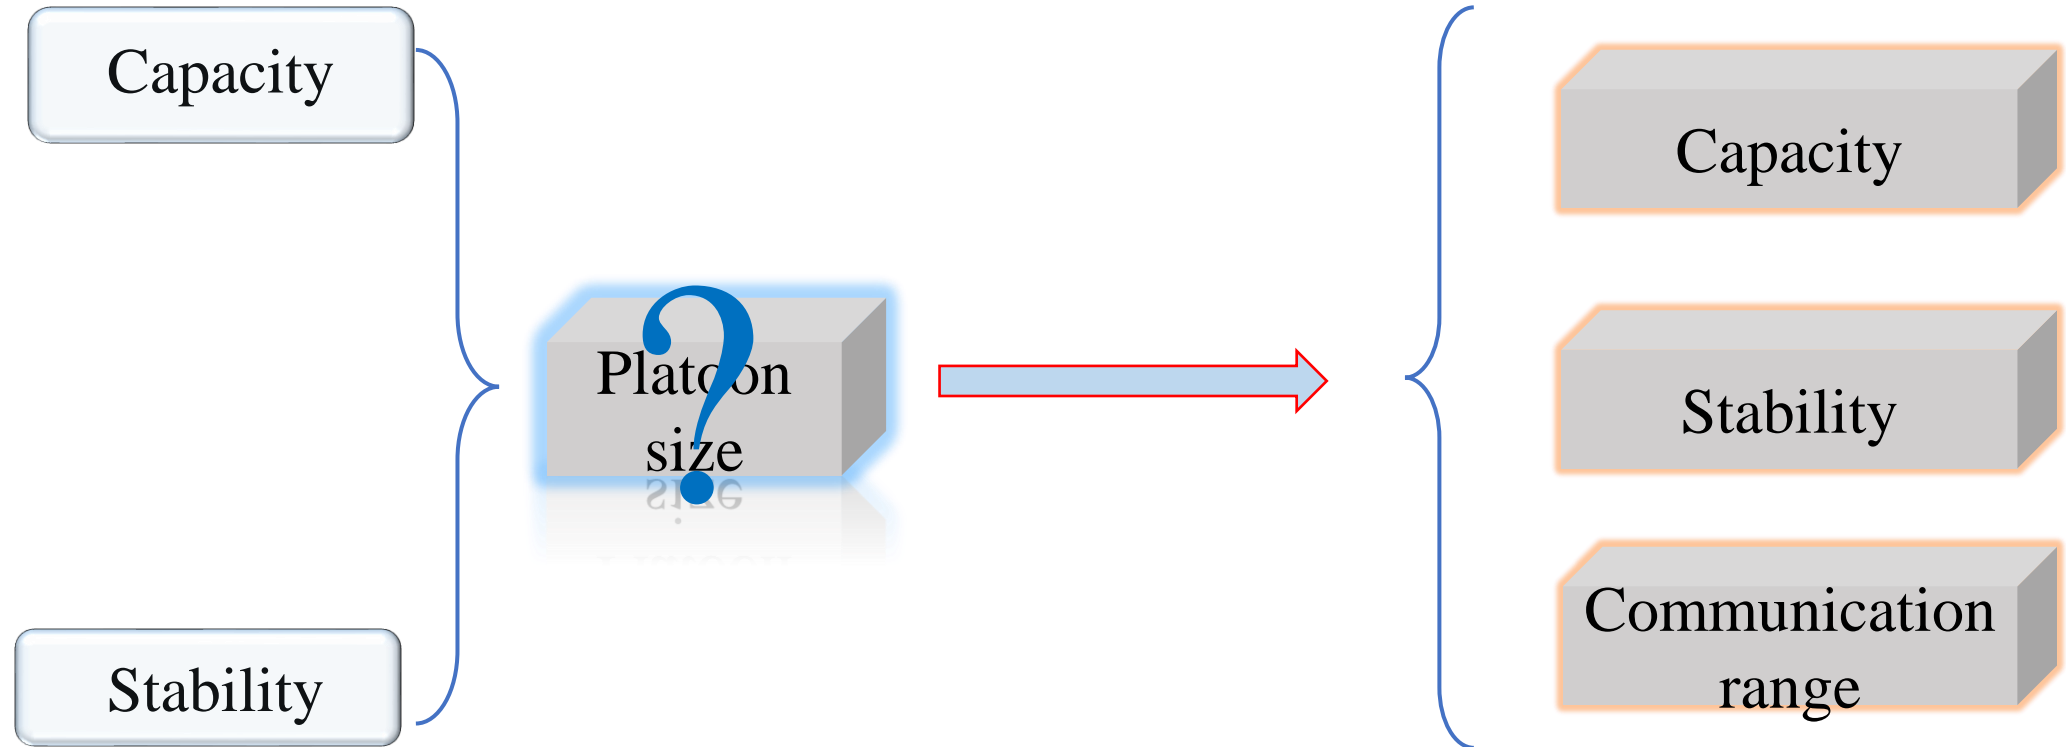 Capacity
Stability
Platoon
size
?
Capacity
Stability
Communication
range